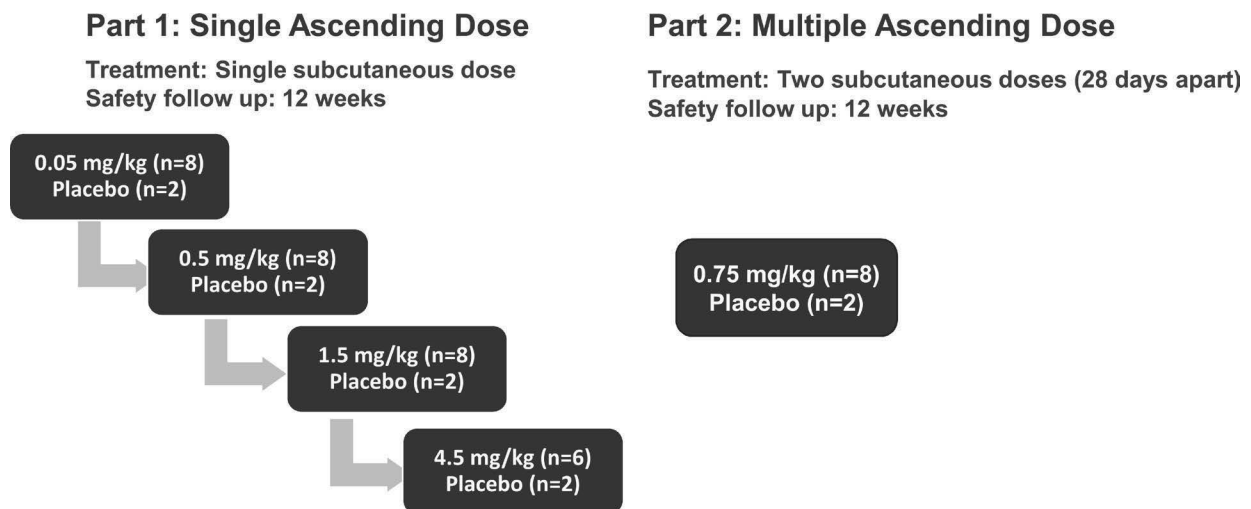 Part 1: Single Ascending Dose
Treatment: Single subcutaneous dose
Safety follow up: 12 weeks
0.05 mg/kg (n=8)
Placebo (n=2)
0.5 mg/kg (n=8)
Placebo (n=2)
1.5 mg/kg (n=8)
Placebo (n=2)
4.5 mg/kg (n=6)
Placebo (n=2)
Part 2: Multiple Ascending Dose
Treatment: Two subcutaneous doses (28 days apart)
Safety follow up: 12 weeks
0.75 mg/kg (n=8)
Placebo (n=2)